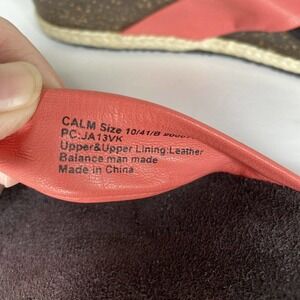 CALM Size 10/41/B
PC:JA13VK
Upper&Upper Lining:Leather
Balance man made
Made in China